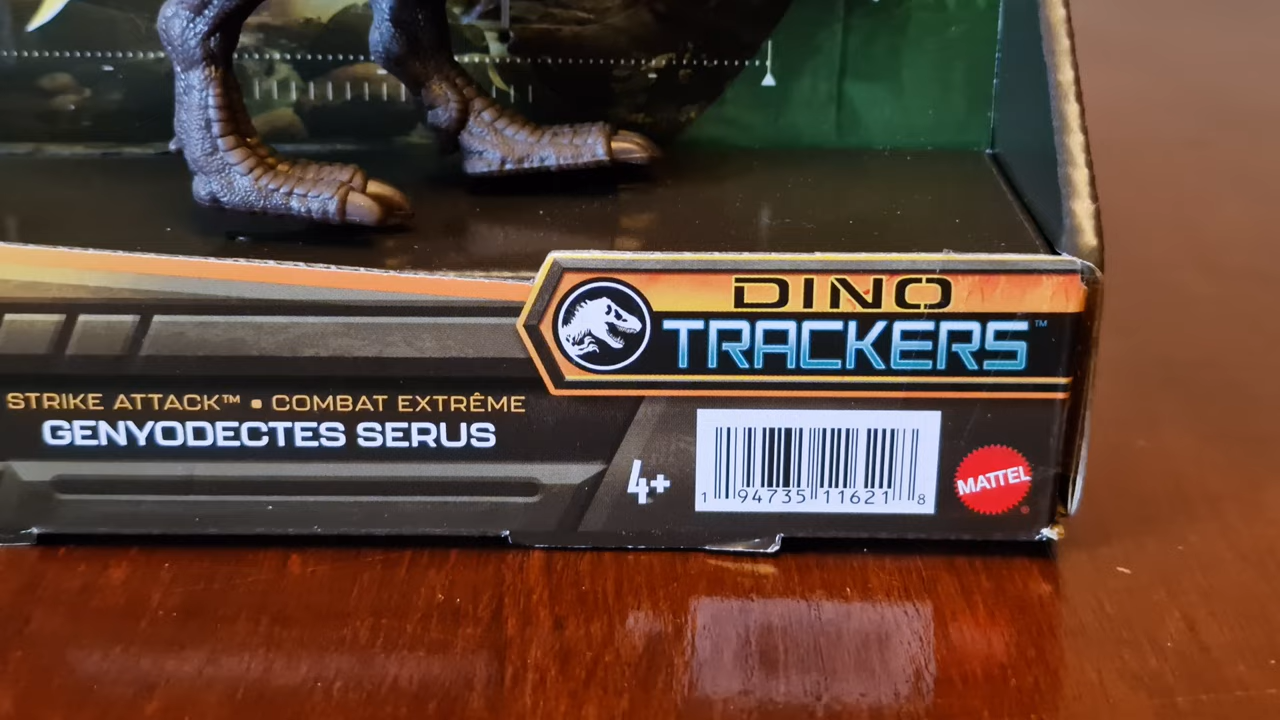 DINO
TRACKERS™
STRIKE ATTACK™ • COMBAT EXTRÊME
GENYODECTES SERUS
4+
1 94735 11621 8
MATTEL®